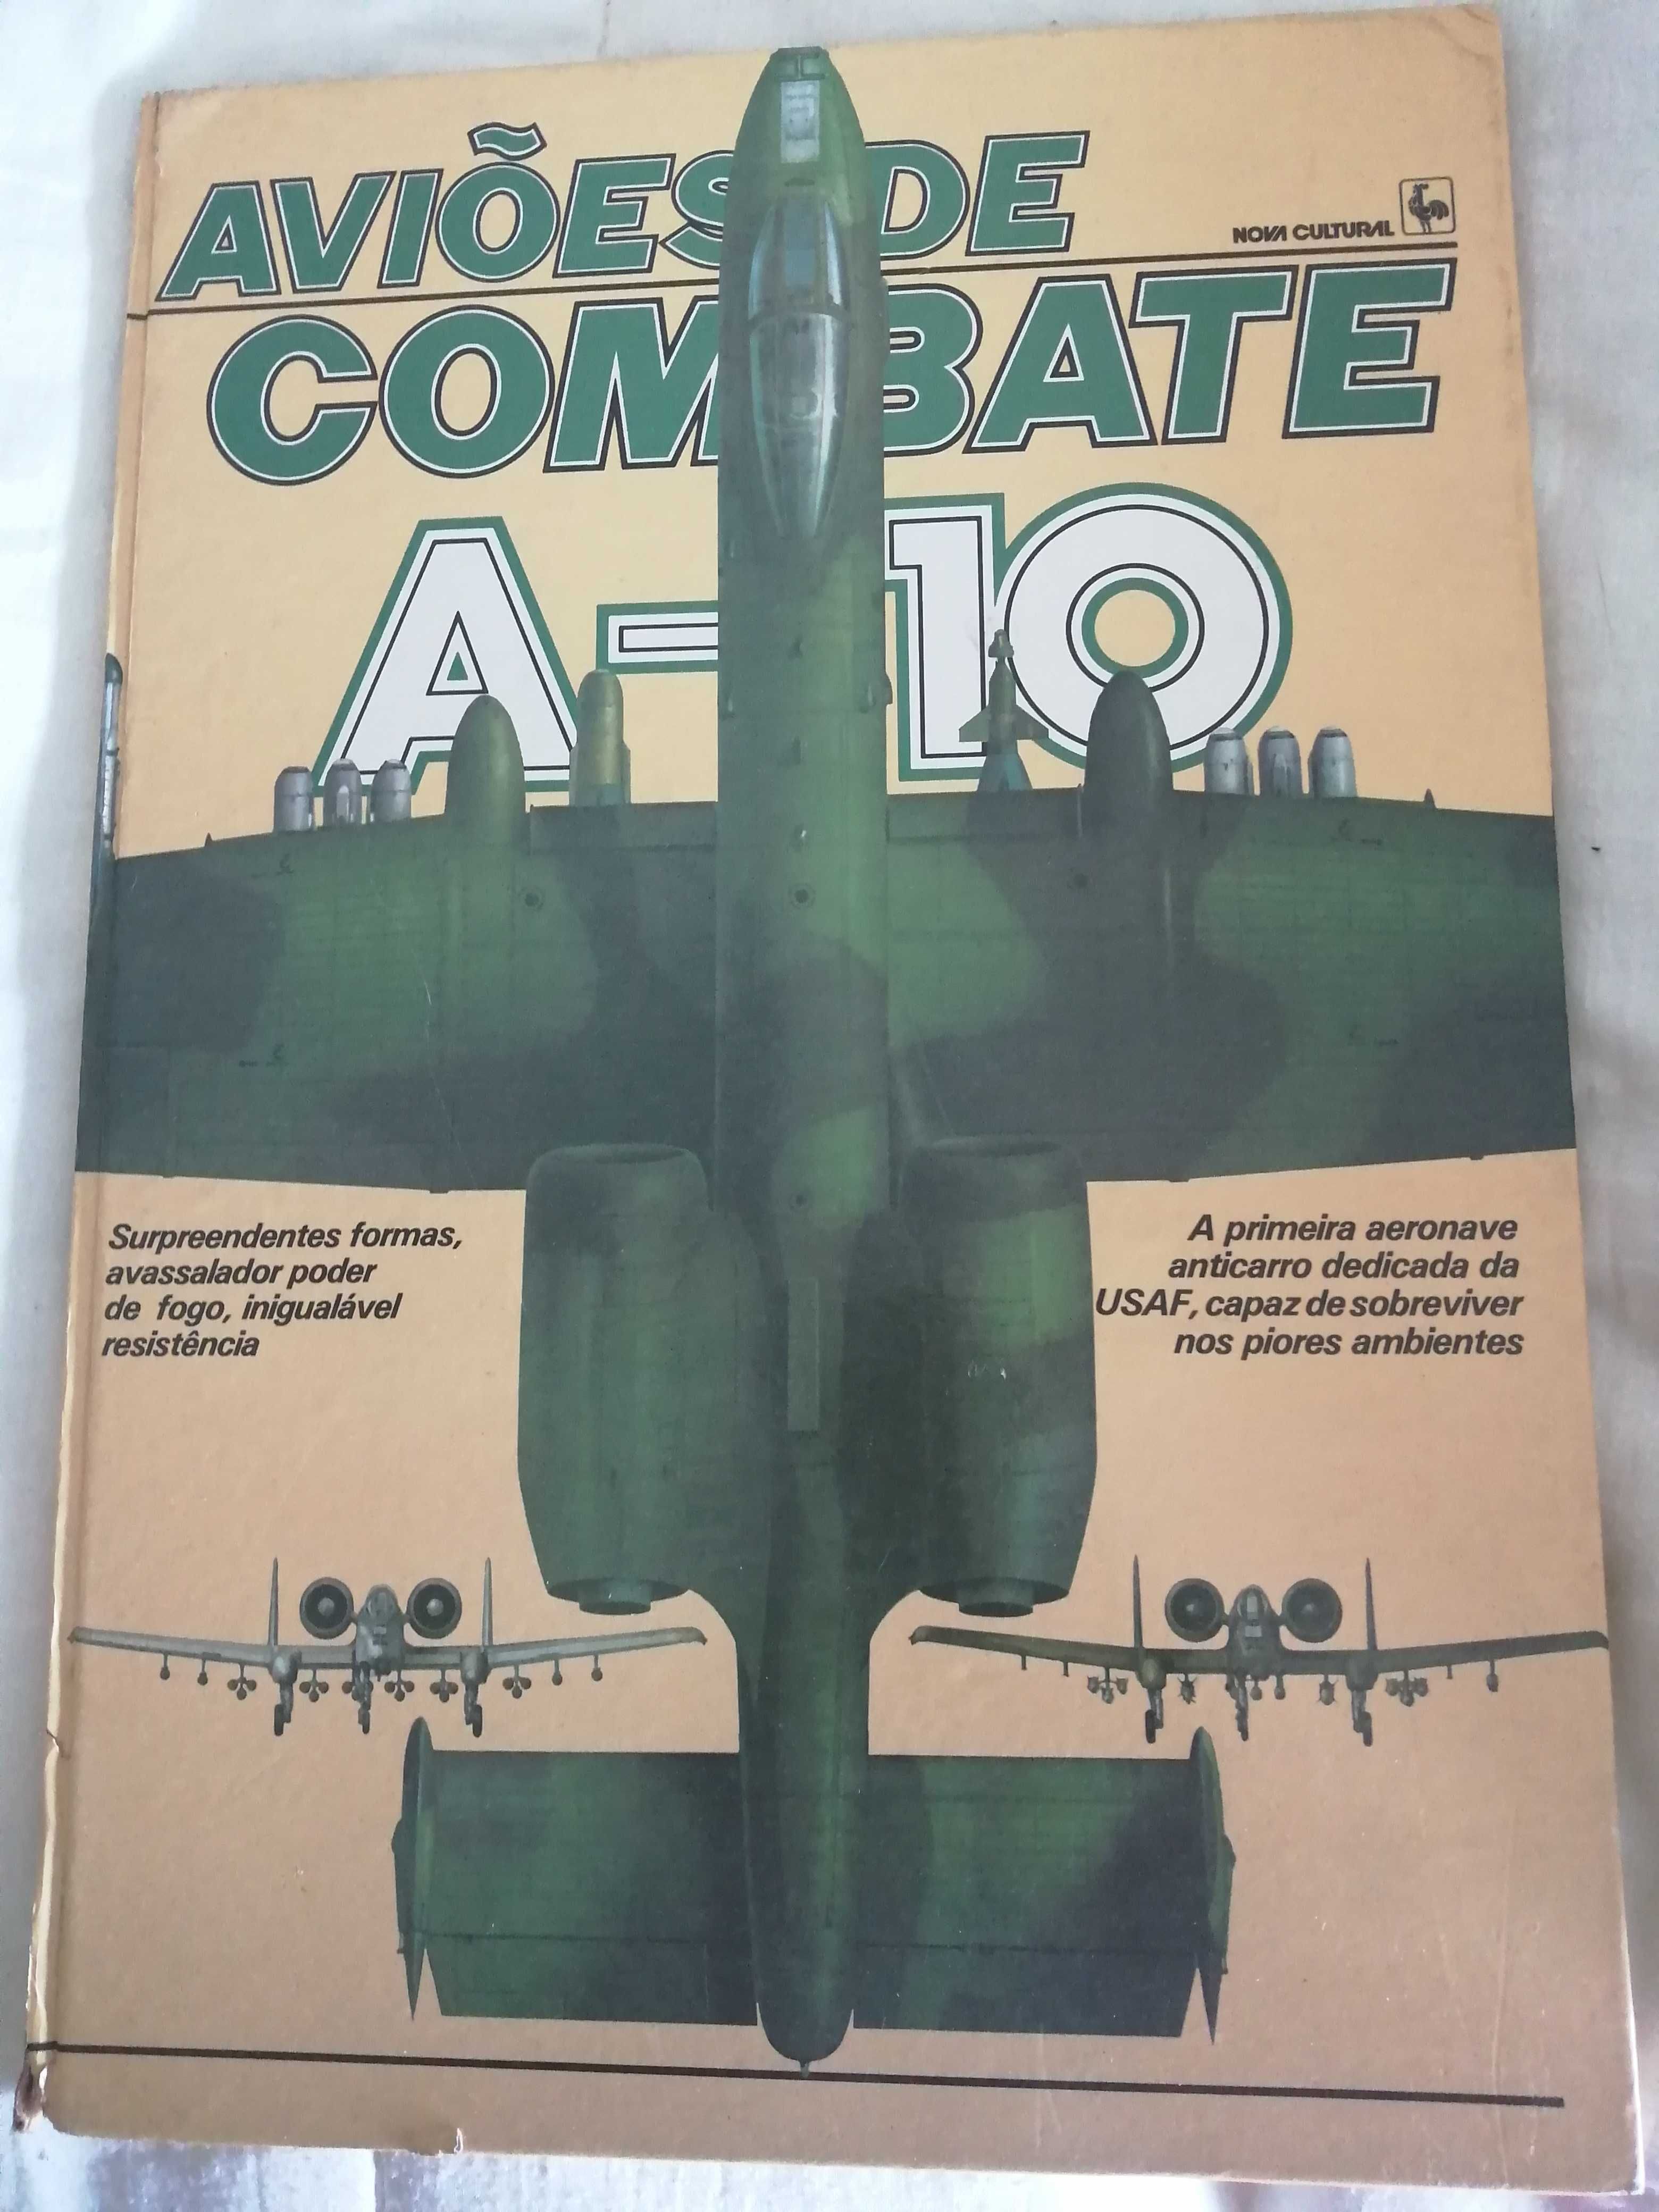 AVIÕES DE
NOVA CULTURAL
COMBATE
A-10
Surpreendentes formas,
avassalador poder
de fogo, inigualável
resistência
A primeira aeronave
anticarro dedicada da
USAF, capaz de sobreviver
nos piores ambientes